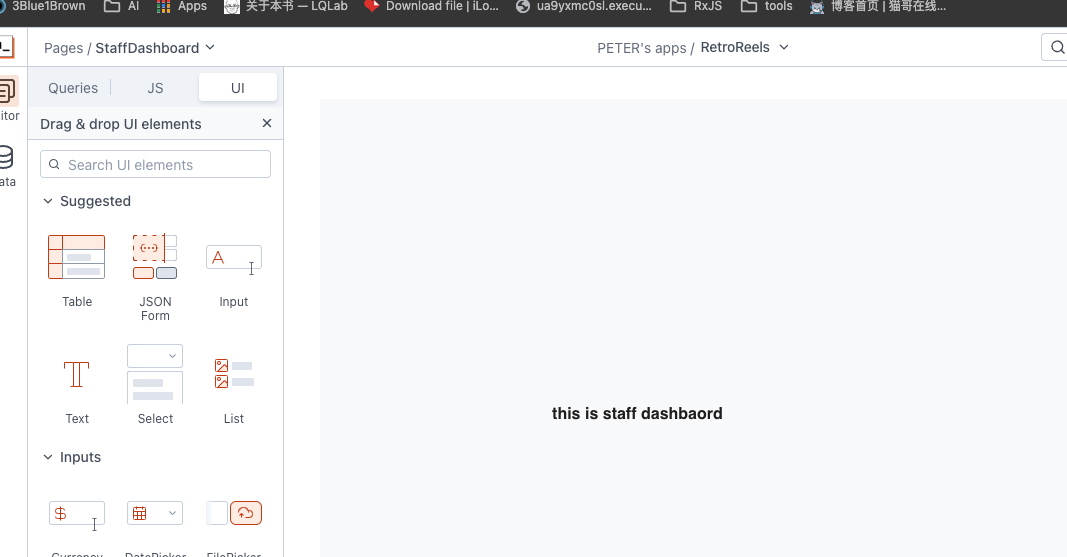 3Blue1Brown AI Apps 关于本书 — LQLab Download file | iLo... ua9yxmc0sl.execu... RxJS tools 博客首页 | 猫哥在线...
Pages / StaffDashboard PETER's apps / RetroReels
Queries JS UI
itor
Drag & drop UI elements
Search UI elements
ata
Suggested
Table JSON Form Input
Text Select List
this is staff dashbaord
Inputs
Currency DatePicker FilePicker